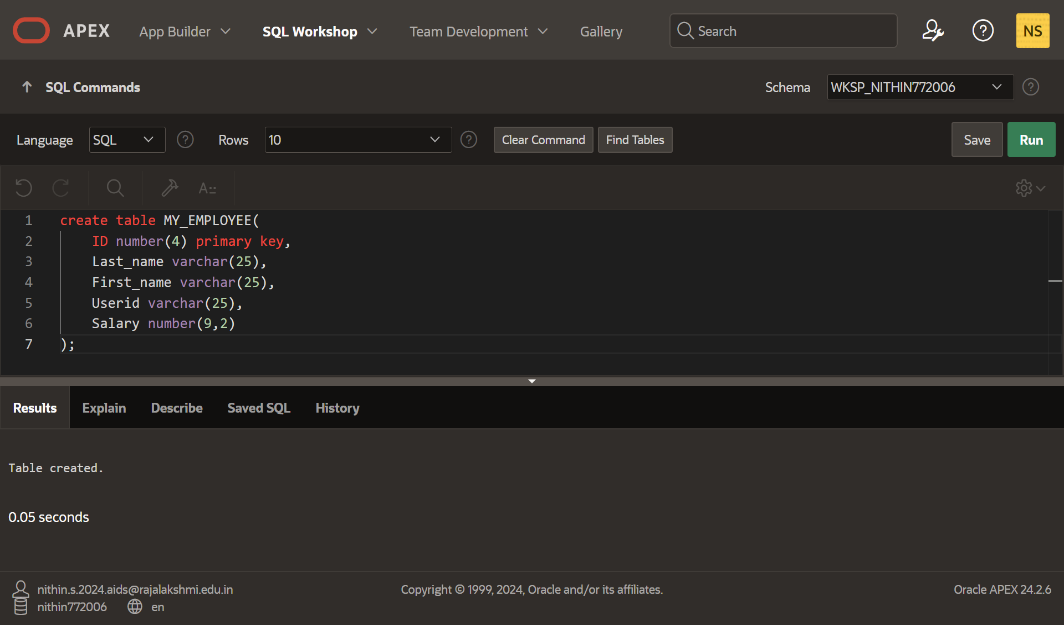 APEX App Builder SQL Workshop Team Development Gallery Search NS
SQL Commands Schema WKSP_NITHIN772006
Language SQL Rows 10 Clear Command Find Tables Save Run
A::
1 create table MY_EMPLOYEE(
2 ID number(4) primary key,
3 Last_name varchar(25),
4 First_name varchar(25),
5 Userid varchar(25),
6 Salary number(9,2)
7 );
Results Explain Describe Saved SQL History
Table created.
0.05 seconds
nithin.s.2024.aids@rajalakshmi.edu.in Copyright © 1999, 2024, Oracle and/or its affiliates. Oracle APEX 24.2.6
nithin772006 en